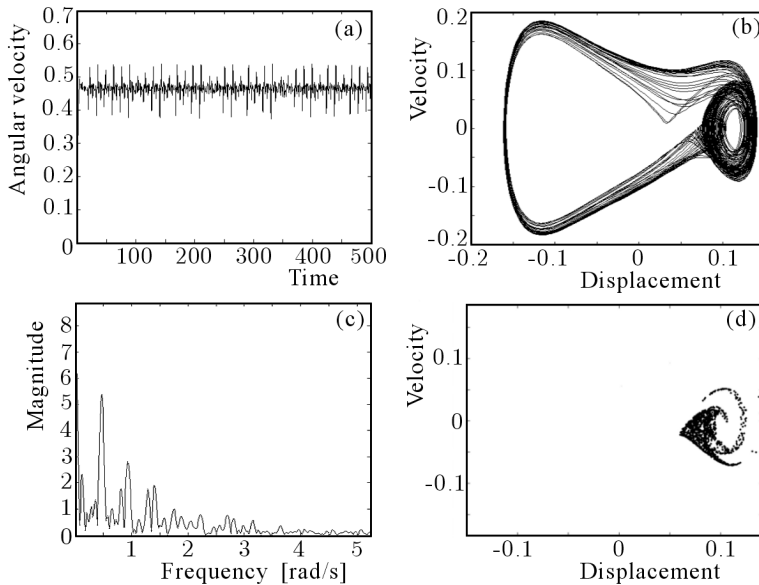 0.7
0.6
0.5
0.4
0.3
0.2
0.1
0
Angular velocity
(a)
100 200 300 400 500
Time
0.2
0.1
0
-0.1
-0.2
Velocity
(b)
-0.2 -0.1 0 0.1
Displacement
8
7
6
5
4
3
2
1
0
Magnitude
(c)
1 2 3 4 5
Frequency [rad/s]
0.1
0
-0.1
Velocity
(d)
-0.1 0 0.1
Displacement